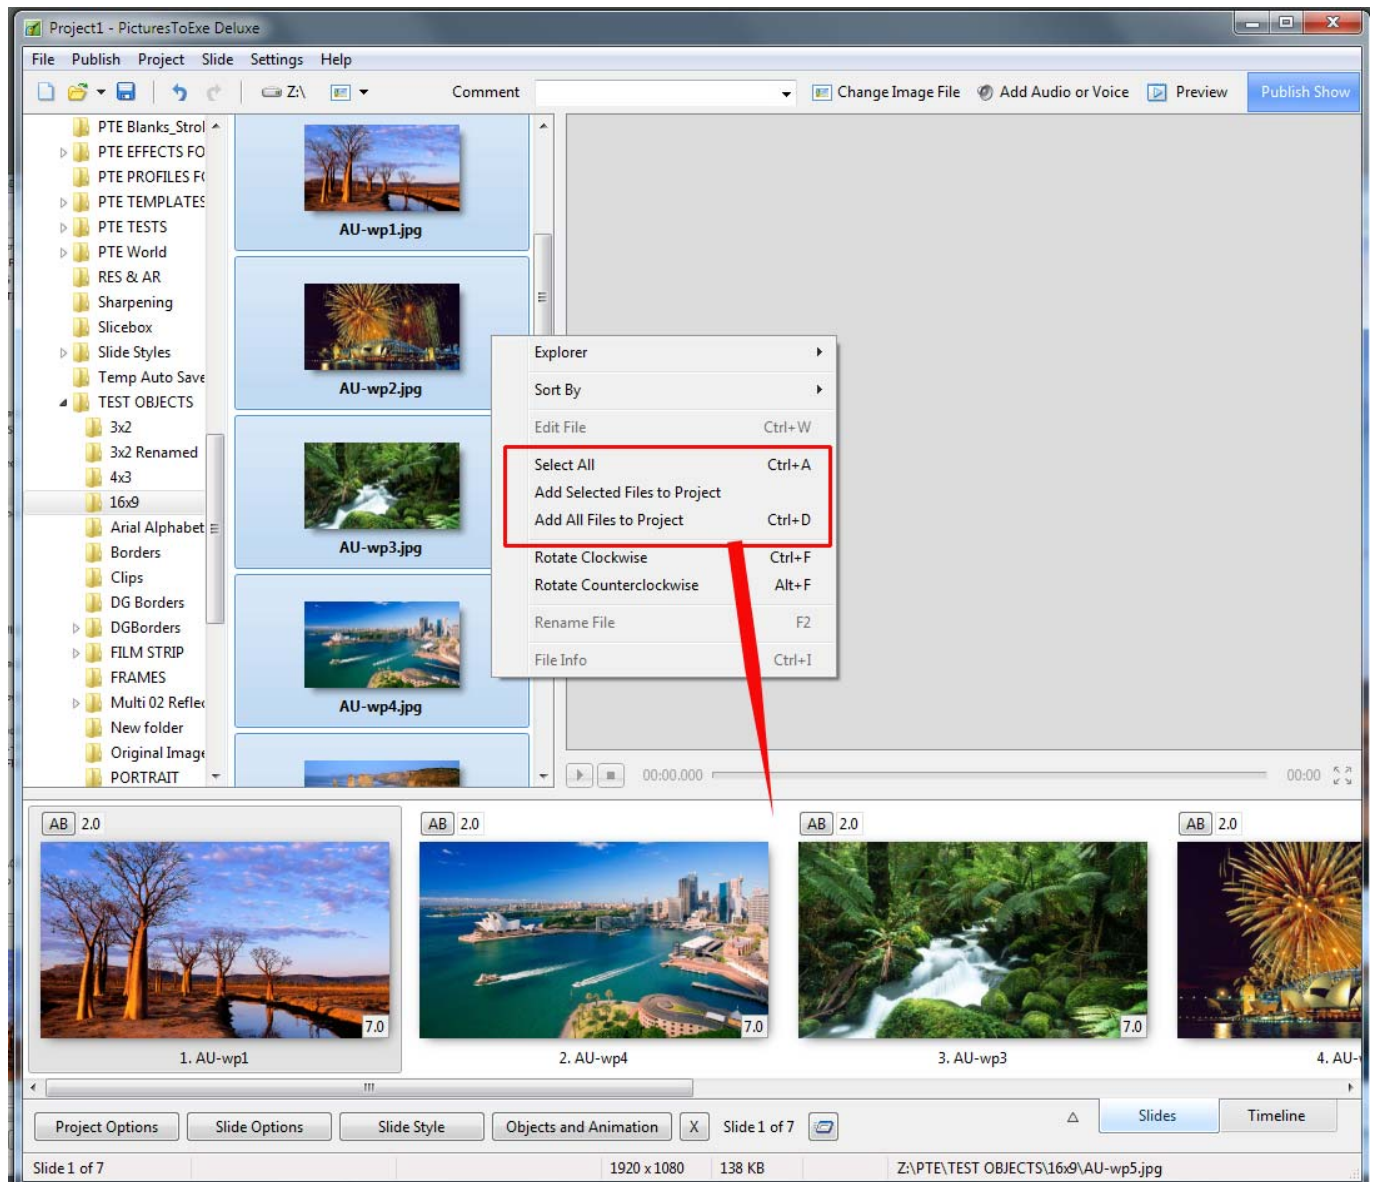 Project1 - PicturesToExe Deluxe
File Publish Project Slide Settings Help
Z:\ Comment Change Image File Add Audio or Voice Preview Publish Show
PTE Blanks_Strol
PTE EFFECTS FO
PTE PROFILES F
PTE TEMPLATES
PTE TESTS
PTE World
RES & AR
Sharpening
Slicebox
Slide Styles
Temp Auto Save
TEST OBJECTS
3x2
3x2 Renamed
4x3
16x9
Arial Alphabet
Borders
Clips
DG Borders
DGBorders
FILM STRIP
FRAMES
Multi 02 Reflec
New folder
Original Image
PORTRAIT
AU-wp1.jpg
AU-wp2.jpg
AU-wp3.jpg
AU-wp4.jpg
Explorer
Sort By
Edit File Ctrl+W
Select All Ctrl+A
Add Selected Files to Project
Add All Files to Project Ctrl+D
Rotate Clockwise Ctrl+F
Rotate Counterclockwise Alt+F
Rename File F2
File Info Ctrl+I
00:00.000 00:00
AB 2.0 AB 2.0 AB 2.0 AB 2.0
7.0 7.0 7.0
1. AU-wp1 2. AU-wp4 3. AU-wp3 4. AU-
Project Options Slide Options Slide Style Objects and Animation X Slide 1 of 7 Slides Timeline
Slide 1 of 7 1920 x 1080 138 KB Z:\PTE\TEST OBJECTS\16x9\AU-wp5.jpg